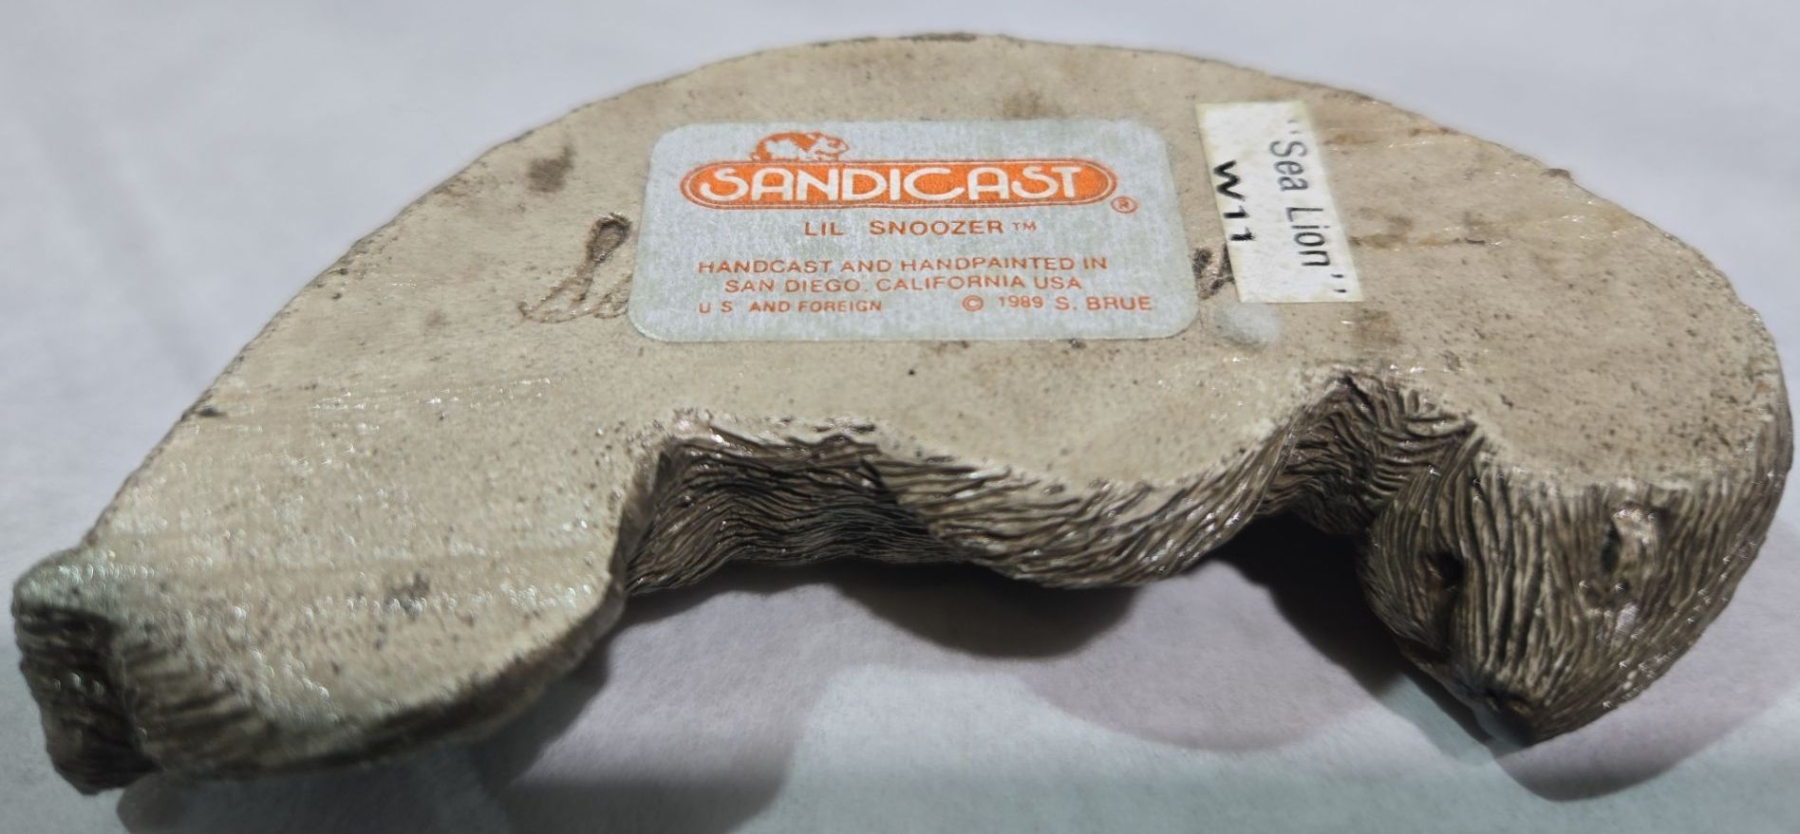 SANDICAST®
LIL SNOOZER™
HANDCAST AND HANDPAINTED IN
SAN DIEGO, CALIFORNIA USA
U S AND FOREIGN © 1989 S. BRUE
"Sea Lion"
W11